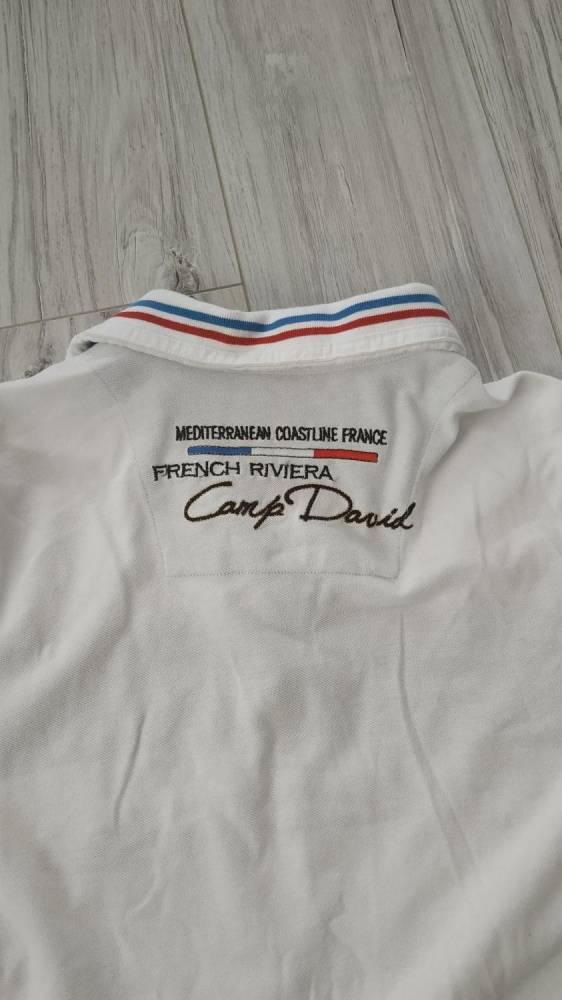 MEDITERRANEAN COASTLINE FRANCE
FRENCH RIVIERA
Camp David